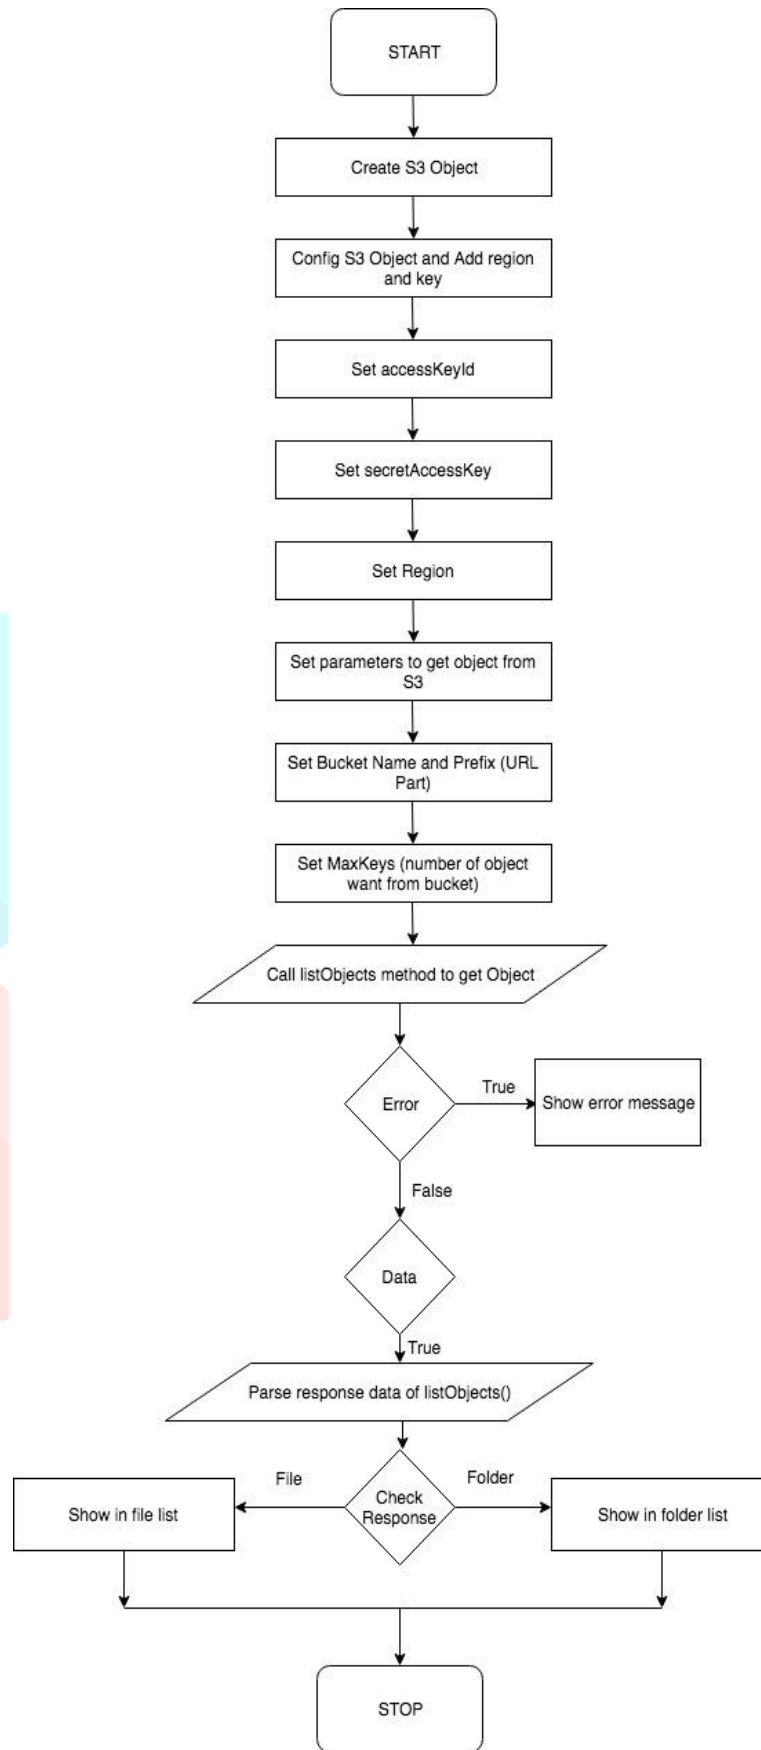 START
Create S3 Object
Config S3 Object and Add region
and key
Set accessKeyId
Set secretAccessKey
Set Region
Set parameters to get object from
S3
Set Bucket Name and Prefix (URL
Part)
Set MaxKeys (number of object
want from bucket)
Call listObjects method to get Object
Error
True
Show error message
False
Data
True
Parse response data of listObjects()
File
Check
Response
Folder
Show in file list
Show in folder list
STOP